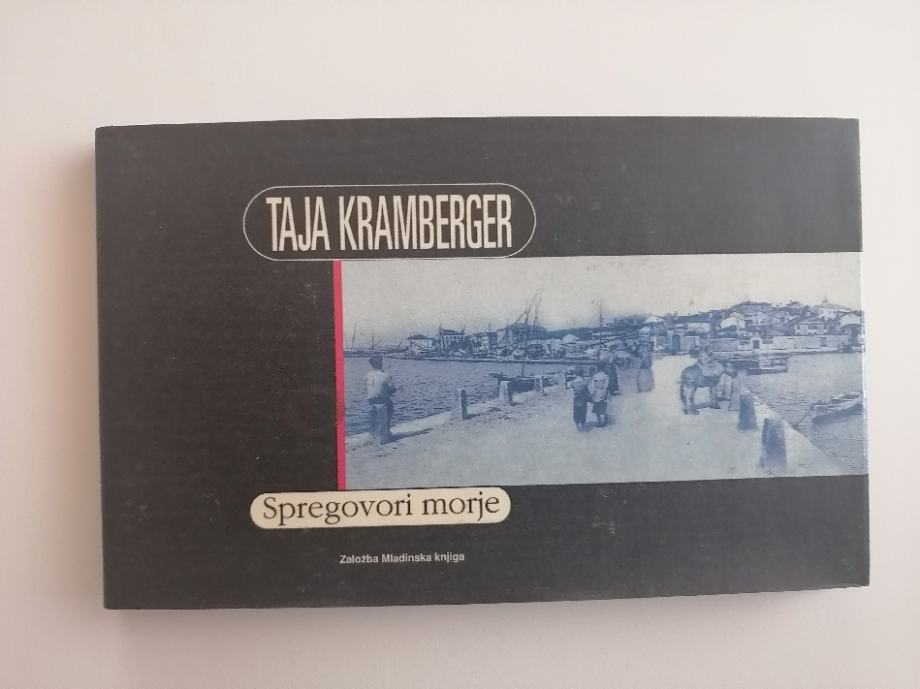 TAJA KRAMBERGER
Spregovori morje
Založba Mladinska knjiga